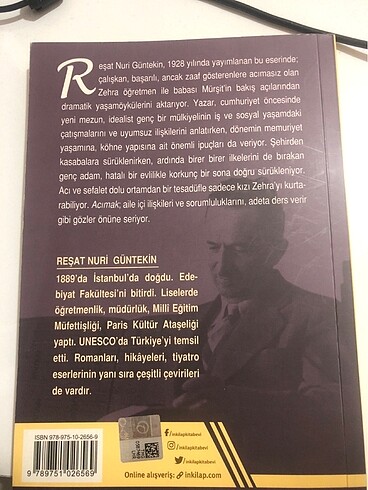 Reşat Nuri Güntekin, 1928 yılında yayımlanan bu eserinde;
çalışkan, başarılı, ancak zaaf gösterenlere acımasız olan
Zehra öğretmen ile babası Mürşit'in bakış açılarından
dramatik yaşamöykülerini aktarıyor. Yazar, cumhuriyet öncesinde
yeni mezun, idealist genç bir mülkiyelinin iş ve sosyal yaşamdaki
çatışmalarını ve uyumsuz ilişkilerini anlatırken, dönemin memuriyet
yaşamına, köhne yapısına ait önemli ipuçları da veriyor. Şehirden
kasabalara sürüklenirken, ardında birer birer ilkelerini de bırakan
genç adam, hatalı bir evlilikle korkunç bir sona doğru sürükleniyor.
Acı ve sefalet dolu ortamdan bir tesadüfle sadece kızı Zehra'yı kurta-
rabiliyor. Acımak; aile içi ilişkileri ve sorumluluklarını, adeta ders verir
gibi gözler önüne seriyor.
REŞAT NURİ GÜNTEKİN
1889'da İstanbul'da doğdu. Ede-
biyat Fakültesi'ni bitirdi. Liselerde
öğretmenlik, müdürlük, Milli Eğitim
Müfettişliği, Paris Kültür Ataşeliği
yaptı. UNESCO'da Türkiye'yi temsil
etti. Romanları, hikâyeleri, tiyatro
eserlerinin yanı sıra çeşitli çevirileri
de vardır.
ISBN 978-975-10-2656-9
9 789751 026569
/inkilapkitabevi
/inkilapkitabevi
/inkilapkitabevi
Online alışveriş: inkilap.com